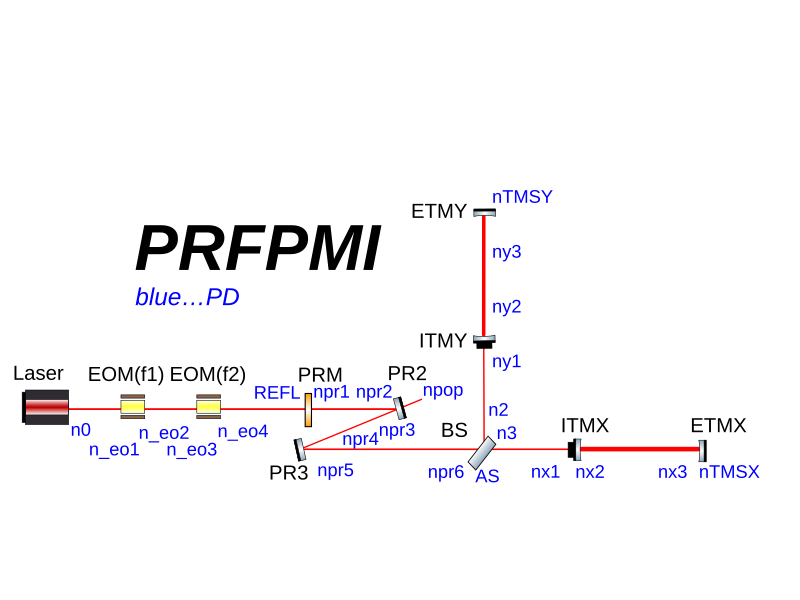 nTMSY
ETMY
PRFPMI
ny3
blue…PD
ny2
ITMY
ny1
Laser
EOM(f1) EOM(f2)
PRM
PR2
REFL
npr1
npr2
npop
n2
n0
n_eo1
n_eo2
n_eo3
n_eo4
npr4
npr3
BS
n3
ITMX
ETMX
PR3
npr5
npr6
AS
nx1
nx2
nx3
nTMSX